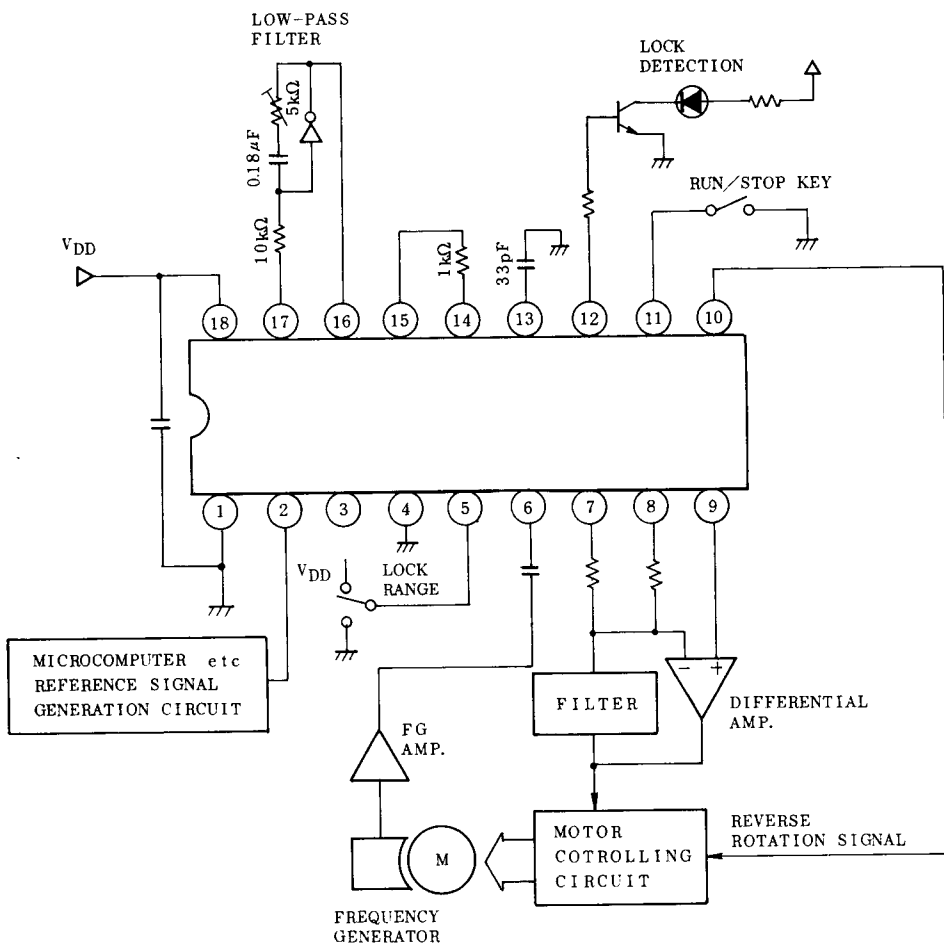 LOW-PASS
FILTER
5kΩ
0.18μF
10kΩ
LOCK
DETECTION
RUN/STOP KEY
1kΩ
33pF
VDD
18
17
16
15
14
13
12
11
10
1
2
3
4
5
6
7
8
9
VDD
LOCK
RANGE
MICROCOMPUTER etc
REFERENCE SIGNAL
GENERATION CIRCUIT
FILTER
- +
DIFFERENTIAL
AMP.
FG
AMP.
M
MOTOR
COTROLLING
CIRCUIT
REVERSE
ROTATION SIGNAL
FREQUENCY
GENERATOR